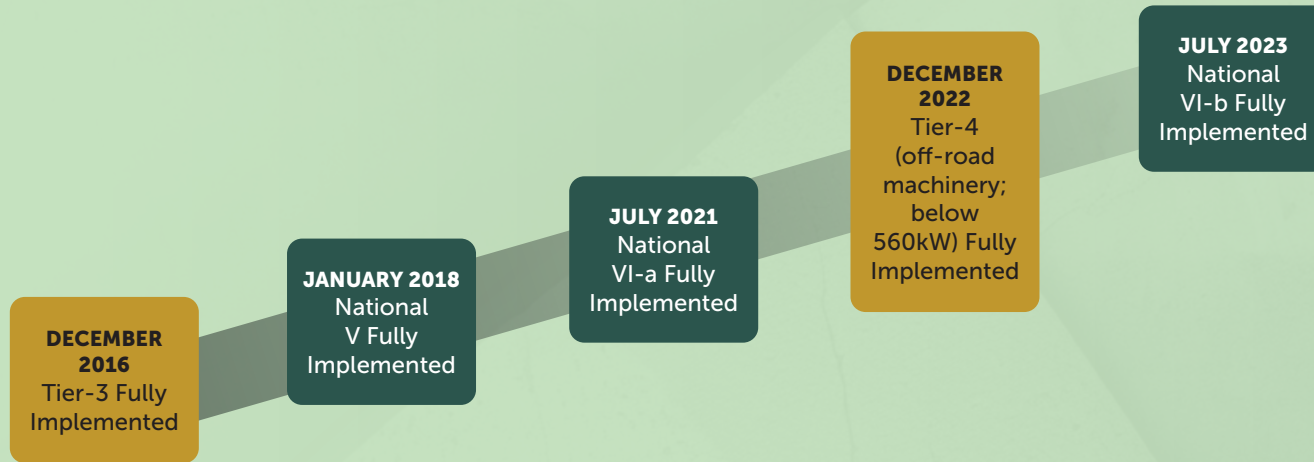 DECEMBER
2016
Tier-3 Fully
Implemented
JANUARY 2018
National
V Fully
Implemented
JULY 2021
National
VI-a Fully
Implemented
DECEMBER
2022
Tier-4
(off-road
machinery;
below
560kW) Fully
Implemented
JULY 2023
National
VI-b Fully
Implemented